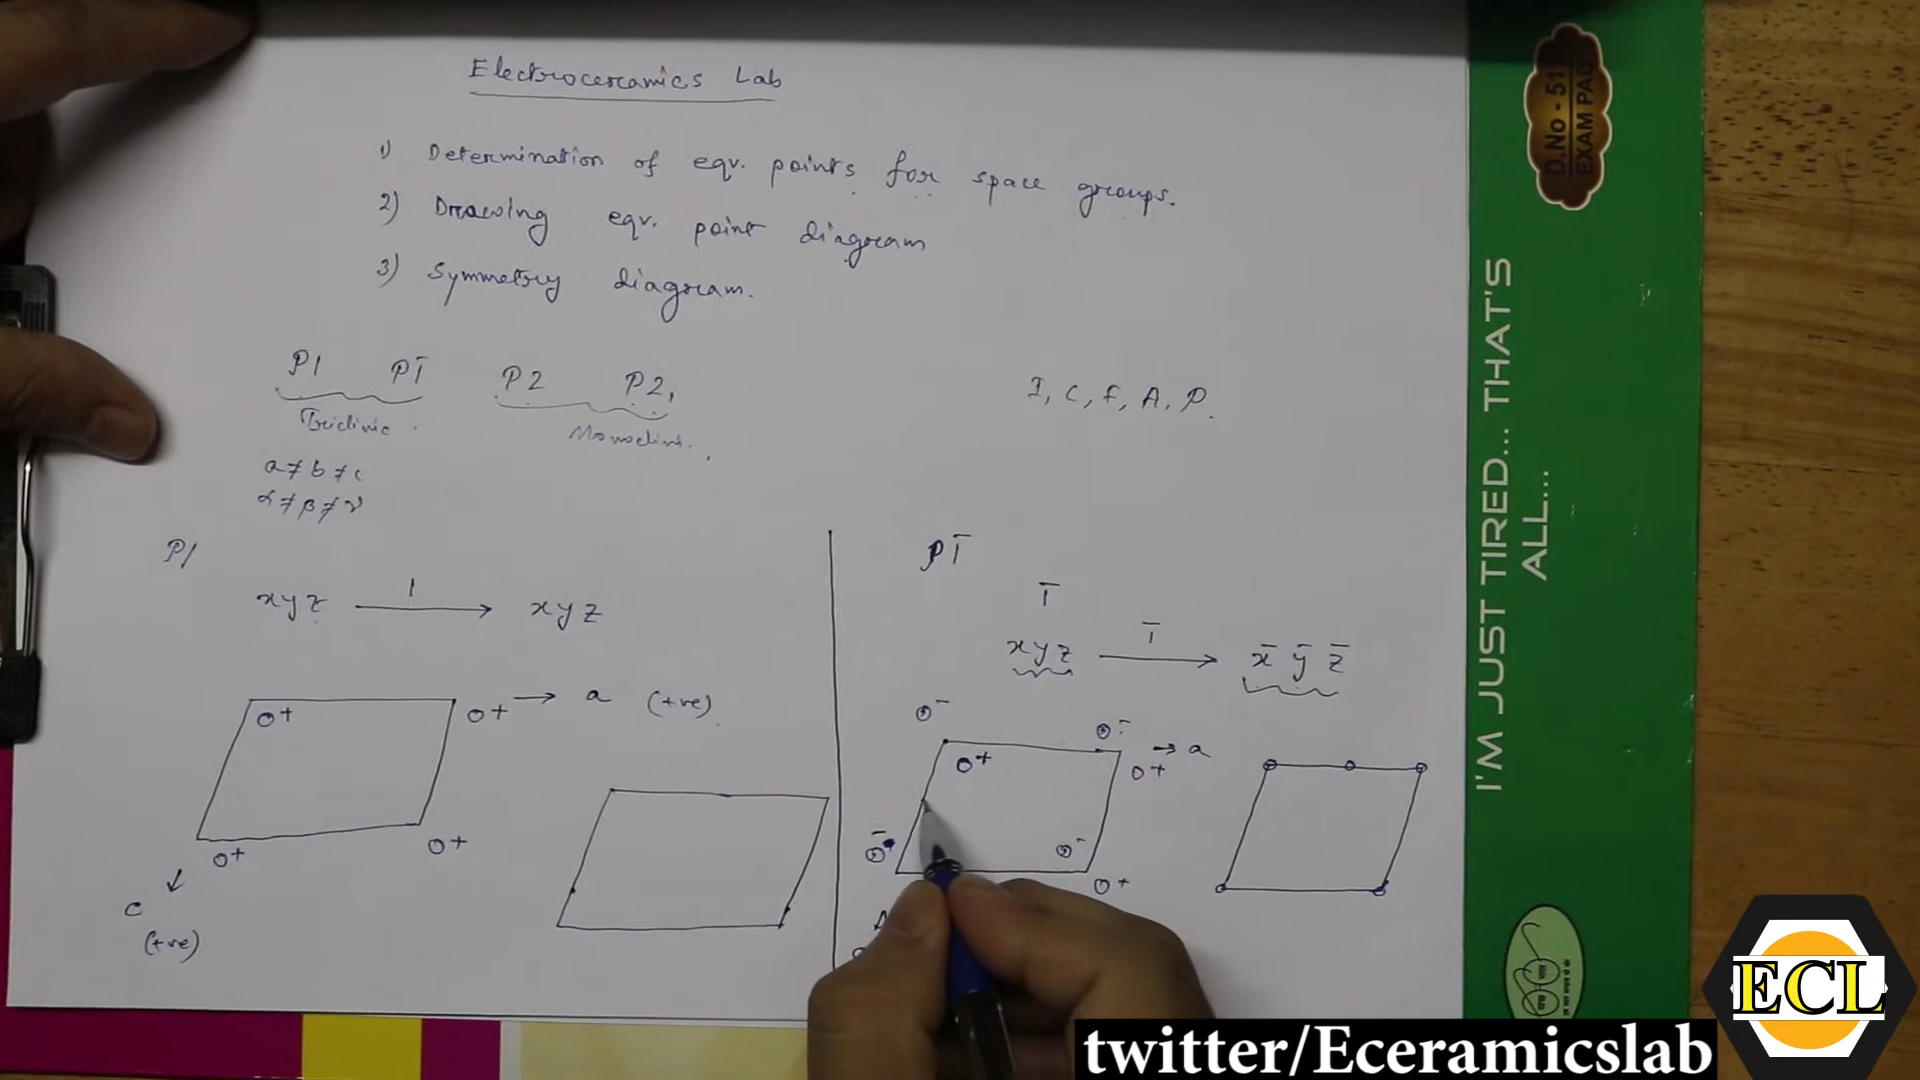 Electroceramics Lab
1) Determination of eqv. points for space groups.
2) Drawing eqv. point diagram
3) Symmetry diagram.
P1 P1̄ P2 P2₁
I, C, F, A, P.
Triclinic. Monoclini.
a≠b≠c
α≠β≠γ
P1
xyz 1 → xyz
o+ o+ → a (+ve)
o+ o+
c
(+ve)
P1̄
1̄
xyz 1̄ → x̄ ȳ z̄
o- o-
o+ o+ → a
o- o-
o+
D.No - 51
EXAM PAD
I'M JUST TIRED... THAT'S
ALL...
ECL
twitter/Eceramicslab